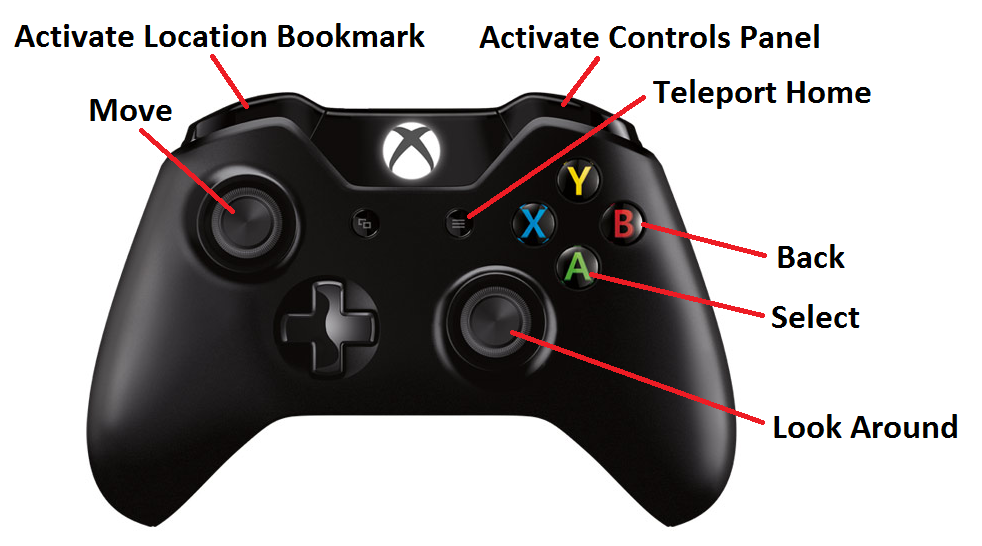 Activate Location Bookmark
Activate Controls Panel
Teleport Home
Move
Y
X
B
A
Back
Select
Look Around